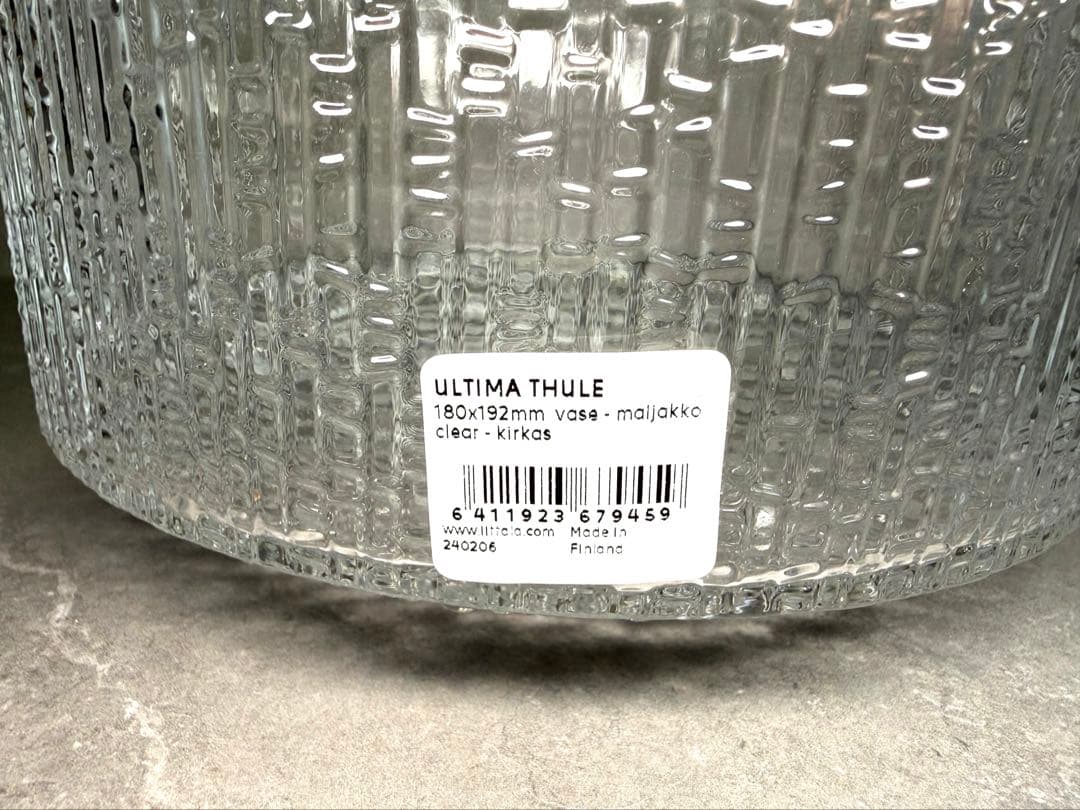 ULTIMA THULE
180x192mm vase - maljakko
clear - kirkas
6 411923 679459
www.iittala.com Made in
240206 Finland